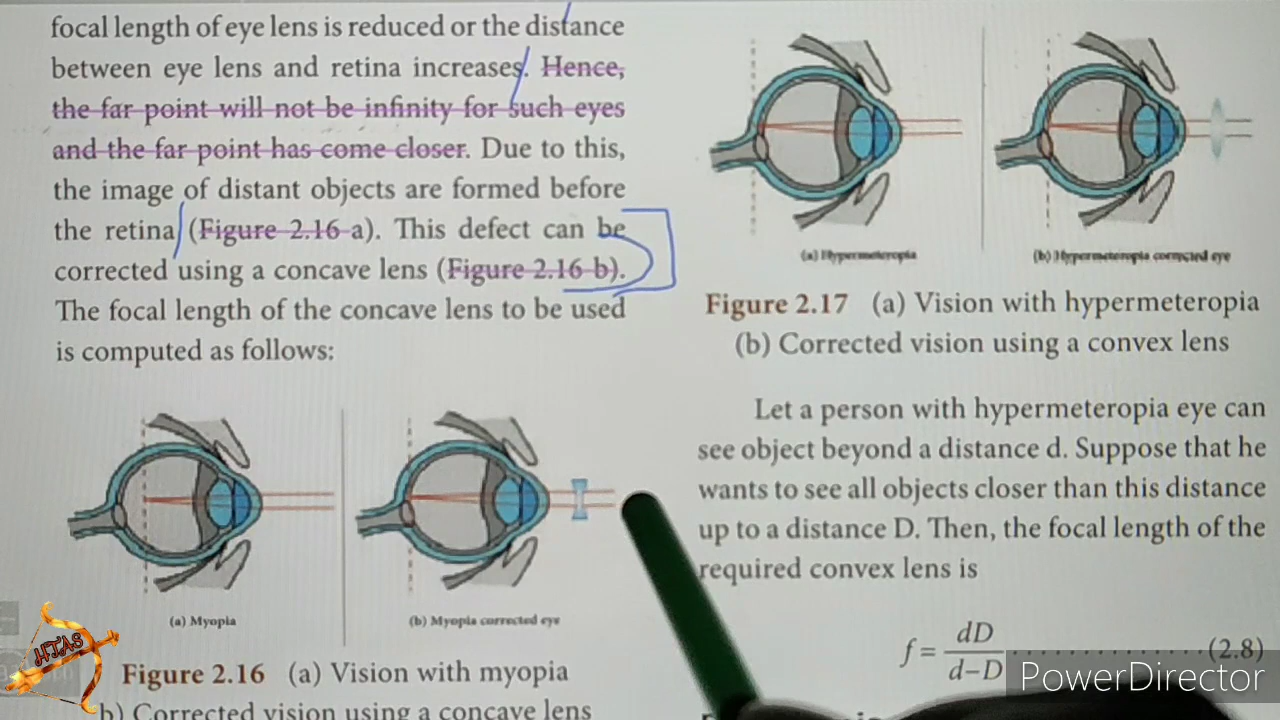 focal length of eye lens is reduced or the distance
between eye lens and retina increases. Hence,
the far point will not be infinity for such eyes
and the far point has come closer. Due to this,
the image of distant objects are formed before
the retina (Figure 2.16 a). This defect can be
corrected using a concave lens (Figure 2.16 b).
The focal length of the concave lens to be used
is computed as follows:
(a) Myopia
(b) Myopia corrected eye
Figure 2.16 (a) Vision with myopia
b) Corrected vision using a concave lens
(a) Hypermeteropia
(b) Hypermeteropia corrected eye
Figure 2.17 (a) Vision with hypermeteropia
(b) Corrected vision using a convex lens
Let a person with hypermeteropia eye can
see object beyond a distance d. Suppose that he
wants to see all objects closer than this distance
up to a distance D. Then, the focal length of the
required convex lens is
f = dD / d–D (2.8)
HTAS
PowerDirector